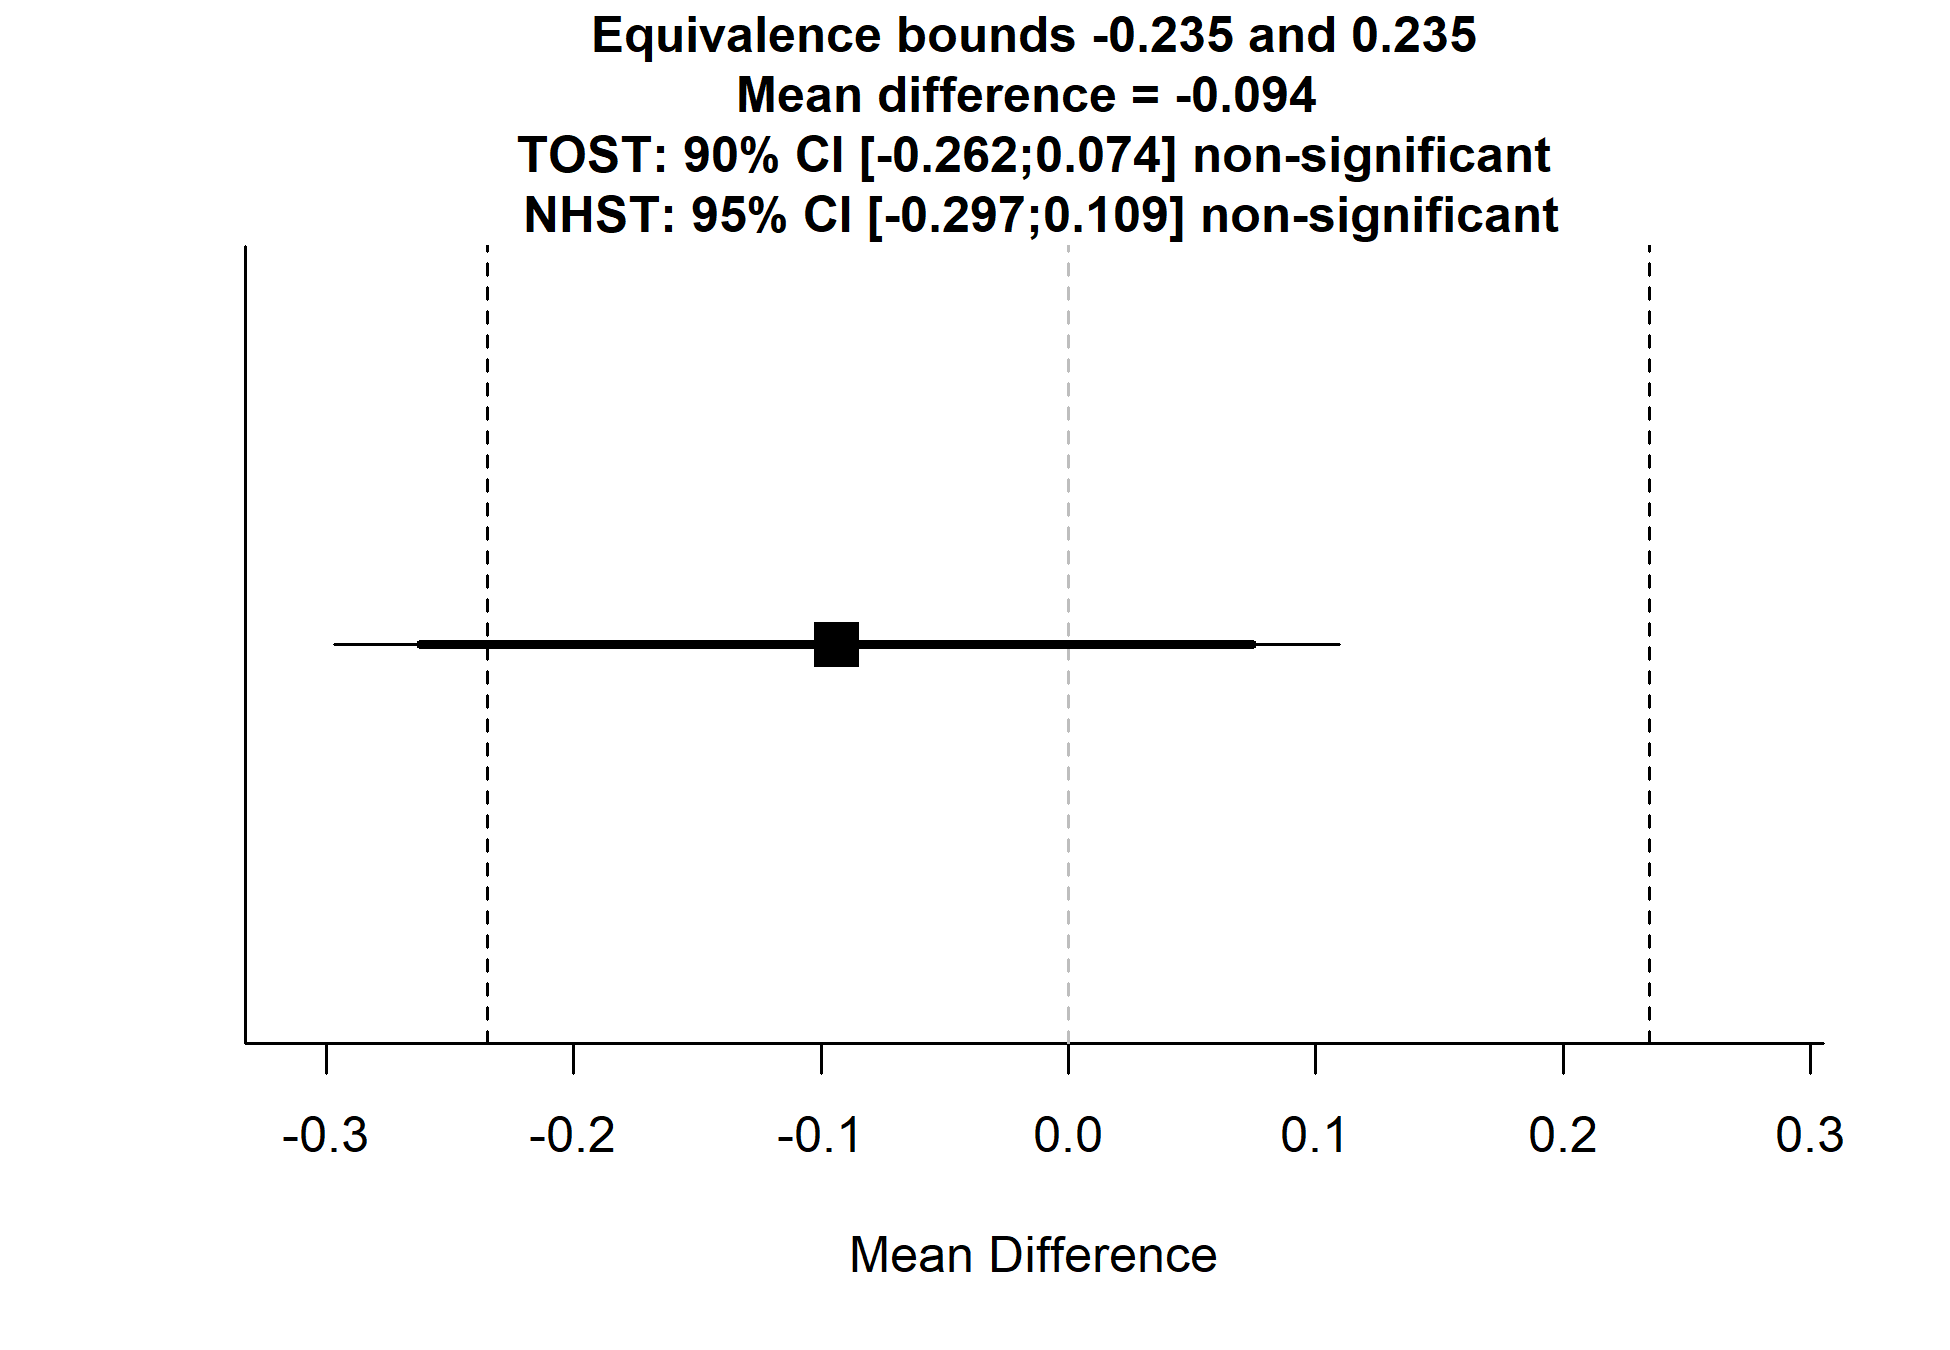 Equivalence bounds -0.235 and 0.235
Mean difference = -0.094
TOST: 90% CI [-0.262;0.074] non-significant
NHST: 95% CI [-0.297;0.109] non-significant
-0.3 -0.2 -0.1 0.0 0.1 0.2 0.3
Mean Difference